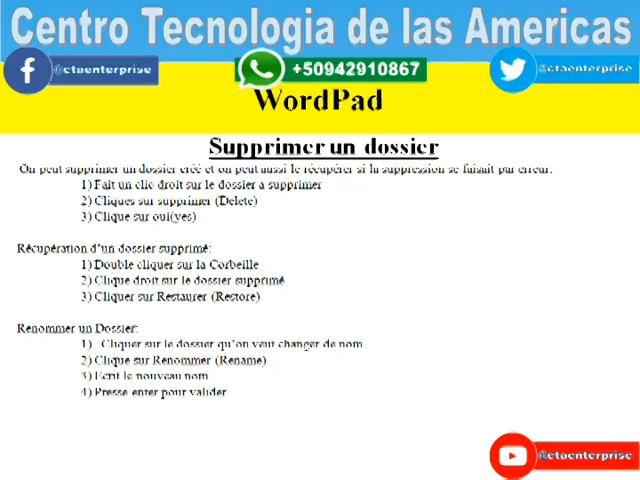 Centro Tecnologia de las Americas
@ctaenterprise
+50942910867
@ctaenterprise
WordPad
Supprimer un dossier
On peut supprimer un dossier créé et on peut aussi le récupérer si la suppression se faisait par erreur.
1) Fait un clic droit sur le dossier a supprimer
2) Cliques sur supprimer (Delete)
3) Clique sur oui(yes)
Récupération d'un dossier supprimé:
1) Double cliquer sur la Corbeille
2) Clique droit sur le dossier supprimé
3) Cliquer sur Restaurer (Restore)
Renommer un Dossier:
1) Cliquer sur le dossier qu'on veut changer de nom
2) Clique sur Renommer (Rename)
3) Ecrit le nouveau nom
4) Presse enter pour valider
@ctaenterprise